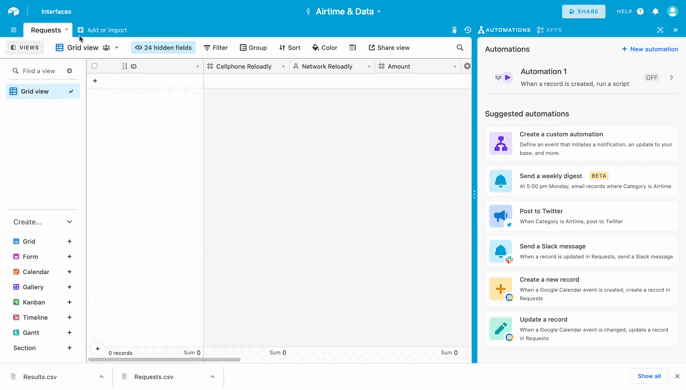 Interfaces
Airtime & Data
SHARE
HELP
Requests
Add or import
AUTOMATIONS
APPS
VIEWS
Grid view
24 hidden fields
Filter
Group
Sort
Color
Share view
Find a view
Grid view
ID
Cellphone Reloadly
Network Reloadly
Amount
+
Create...
Grid +
Form +
Calendar +
Gallery +
Kanban +
Timeline +
Gantt +
Section +
+
0 records
Sum 0
Sum 0
Sum 0
Automations
+ New automation
Automation 1
When a record is created, run a script
OFF
Suggested automations
Create a custom automation
Define an event that initiates a notification, an update to your
base, and more.
Send a weekly digest BETA
At 5:00 pm Monday, email records where Category is Airtime
Post to Twitter
When Category is Airtime, post to Twitter
Send a Slack message
When a record is updated in Requests, send a Slack message
Create a new record
When a Google Calendar event is created, create a record in
Requests
Update a record
When a Google Calendar event is changed, update a record
in Requests
Results.csv
Requests.csv
Show all